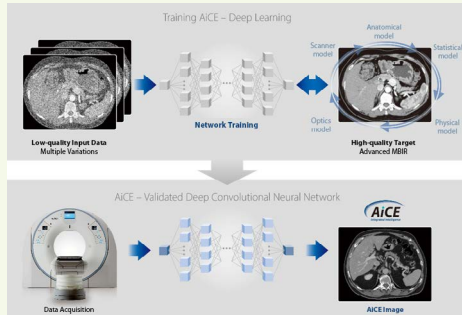 Training AiCE – Deep Learning
Anatomical model
Scanner model
Statistical model
Optics model
Physical model
Low-quality Input Data
Multiple Variations
Network Training
High-quality Target
Advanced MBIR
AiCE – Validated Deep Convolutional Neural Network
AiCE
Data Acquisition
AiCE Image